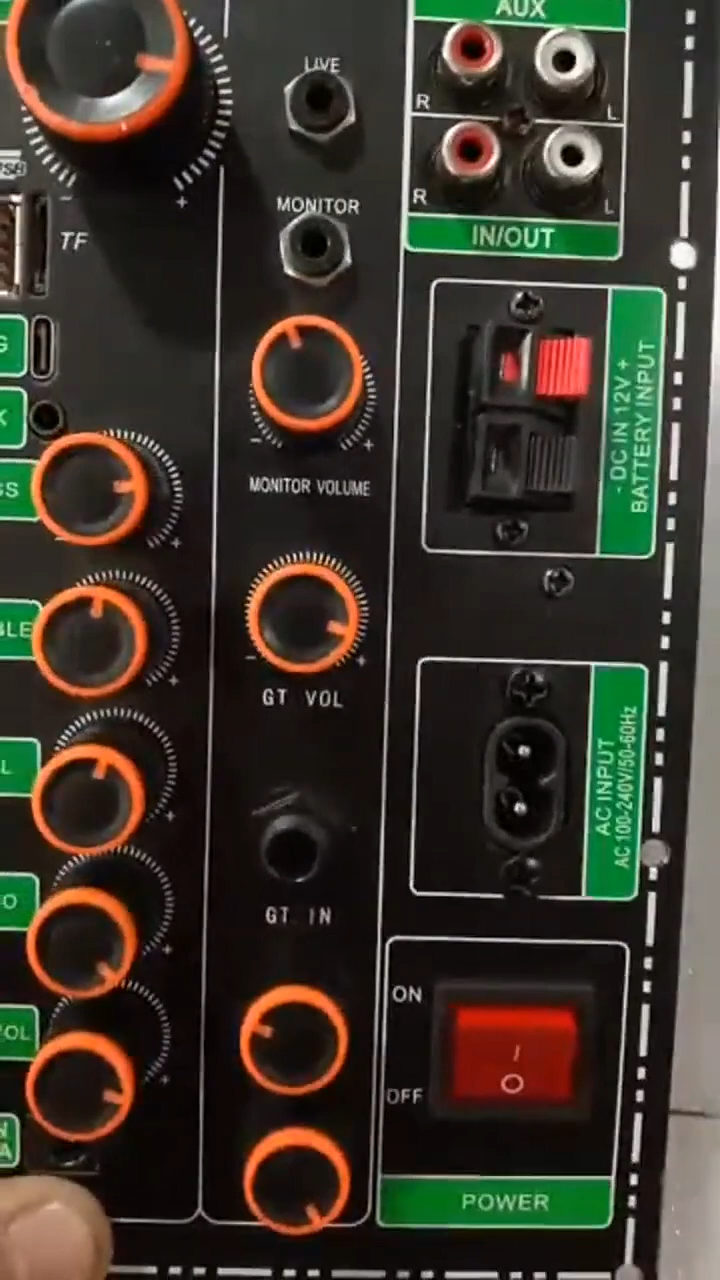 AUX
LIVE
R L
MONITOR
R L
TF
IN/OUT
- +
- DC IN 12V +
BATTERY INPUT
MONITOR VOLUME
- +
GT VOL
AC INPUT
AC 100-240V/50-60Hz
GT IN
ON
OFF
POWER